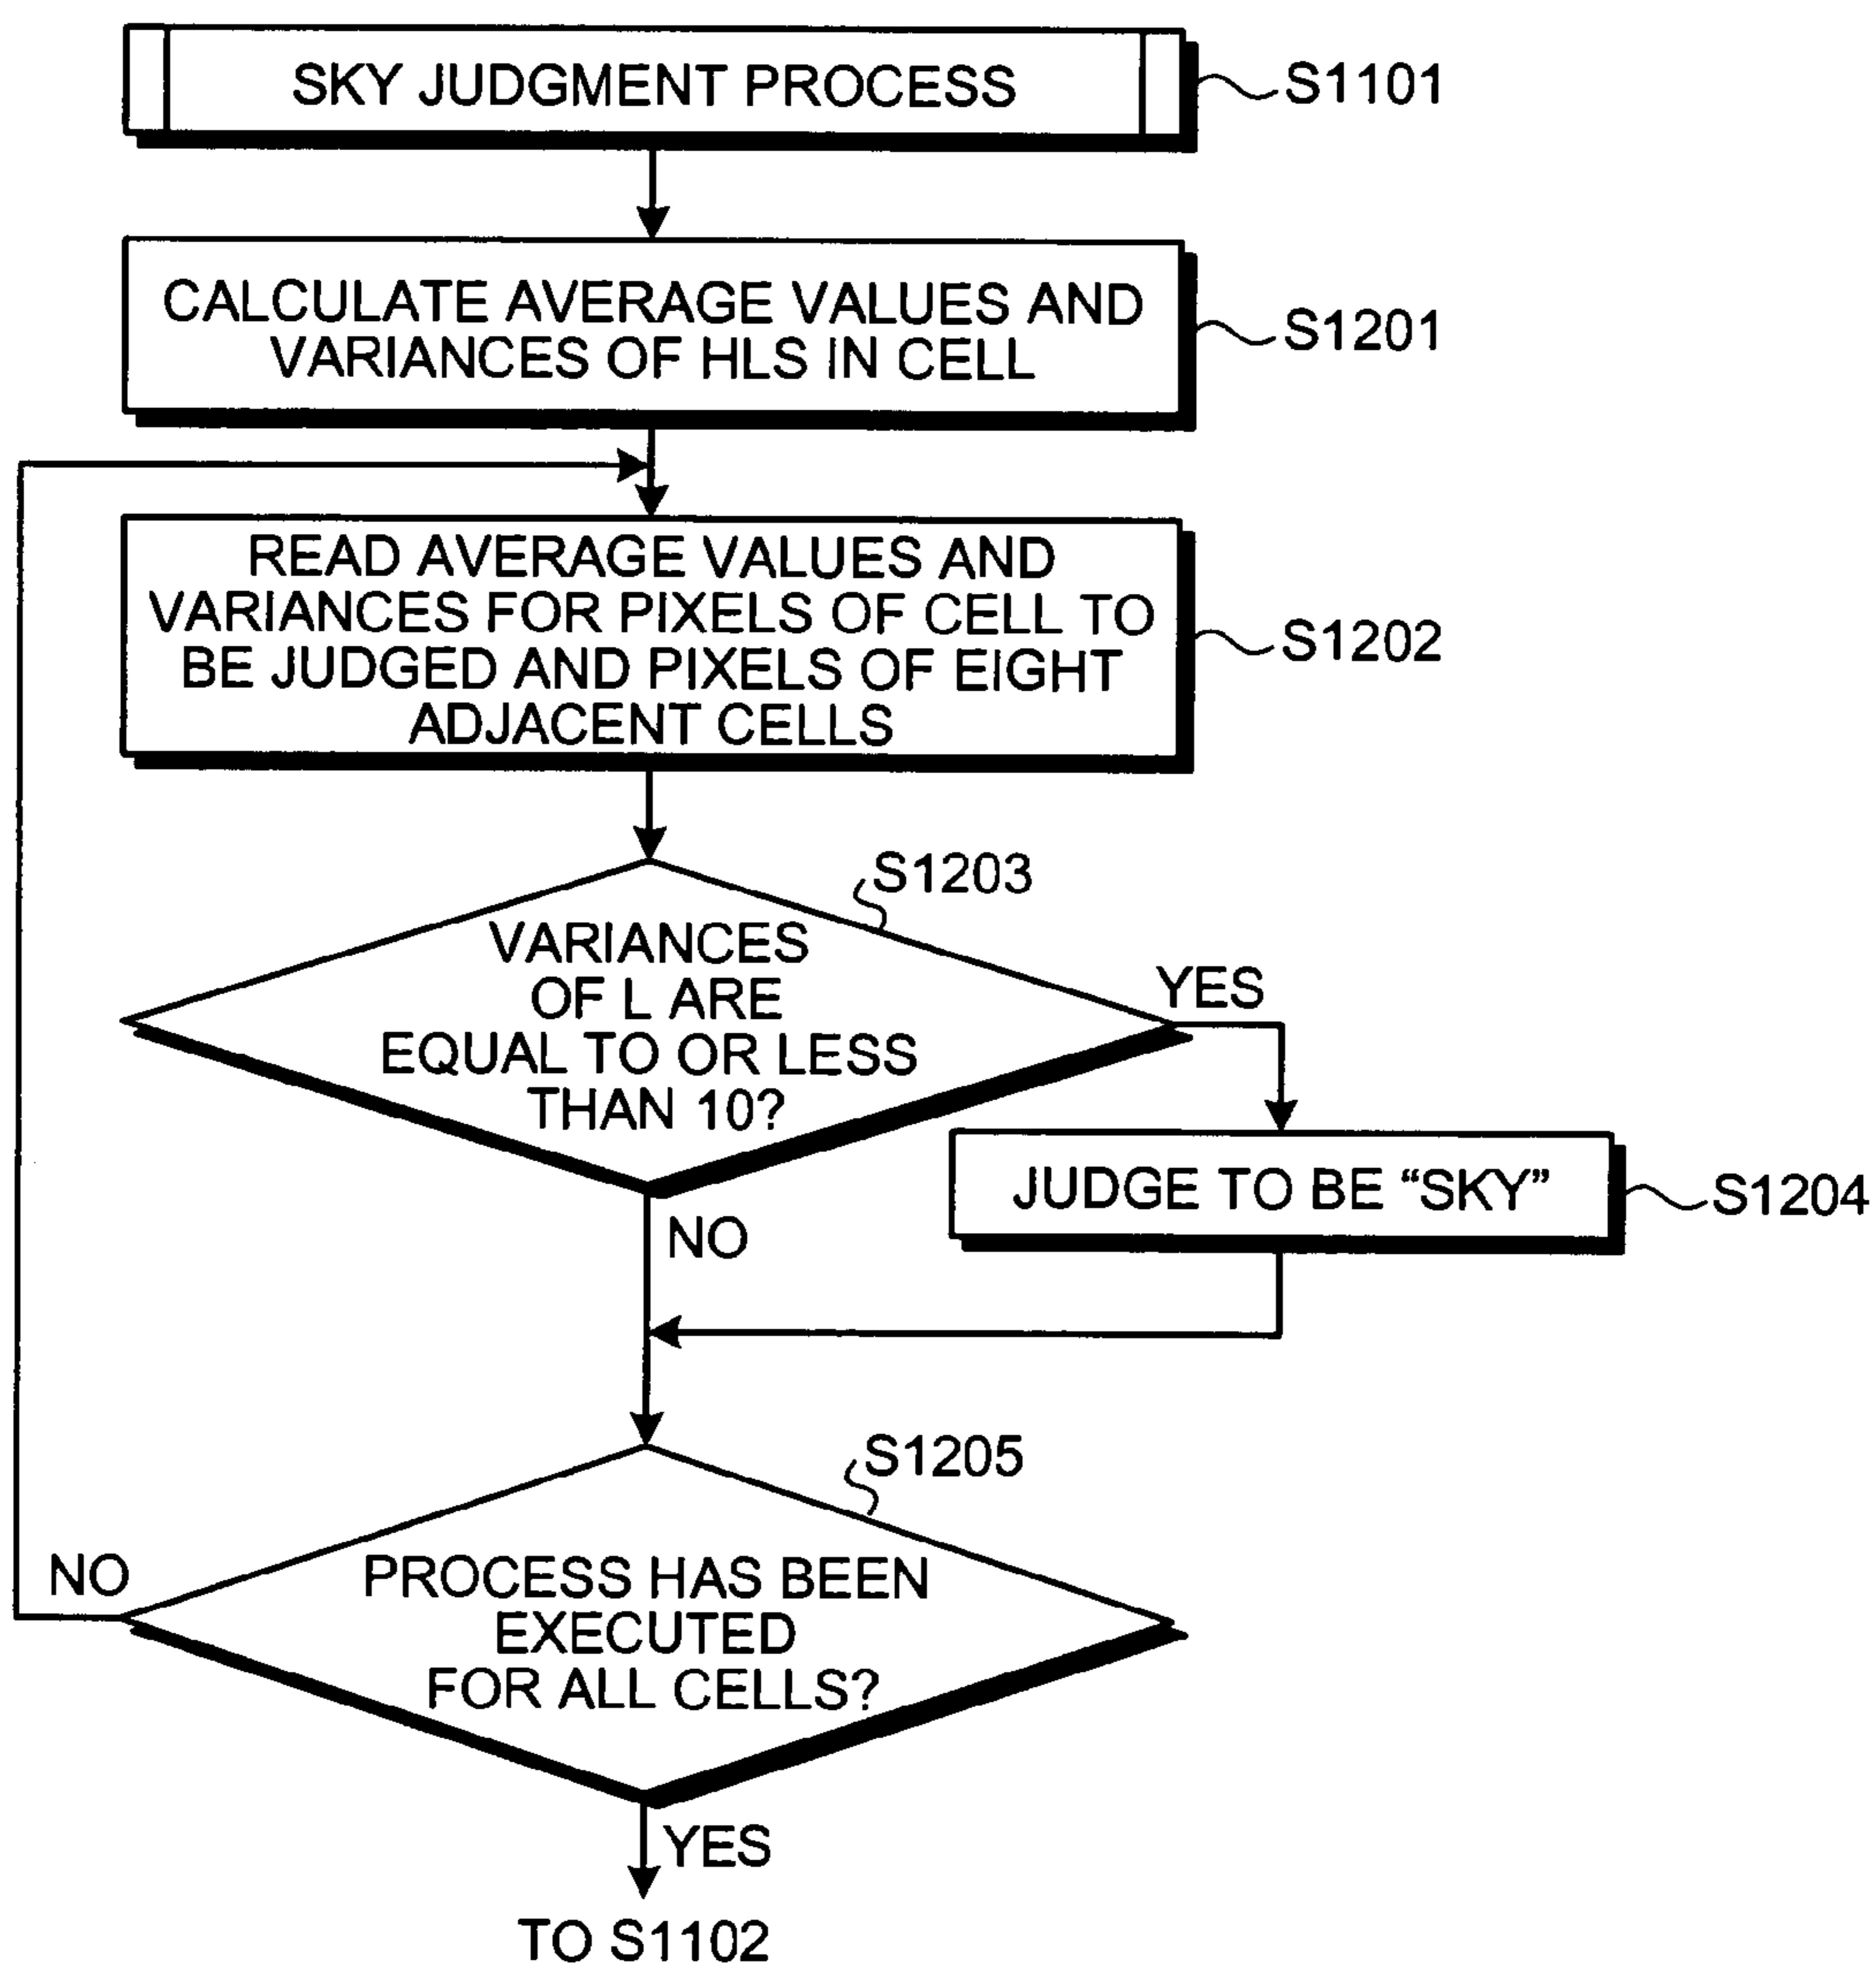 SKY JUDGMENT PROCESS
S1101
CALCULATE AVERAGE VALUES AND
VARIANCES OF HLS IN CELL
S1201
READ AVERAGE VALUES AND
VARIANCES FOR PIXELS OF CELL TO
BE JUDGED AND PIXELS OF EIGHT
ADJACENT CELLS
S1202
S1203
VARIANCES
OF L ARE
EQUAL TO OR LESS
THAN 10?
YES
JUDGE TO BE “SKY”
S1204
NO
S1205
PROCESS HAS BEEN
EXECUTED
FOR ALL CELLS?
NO
YES
TO S1102